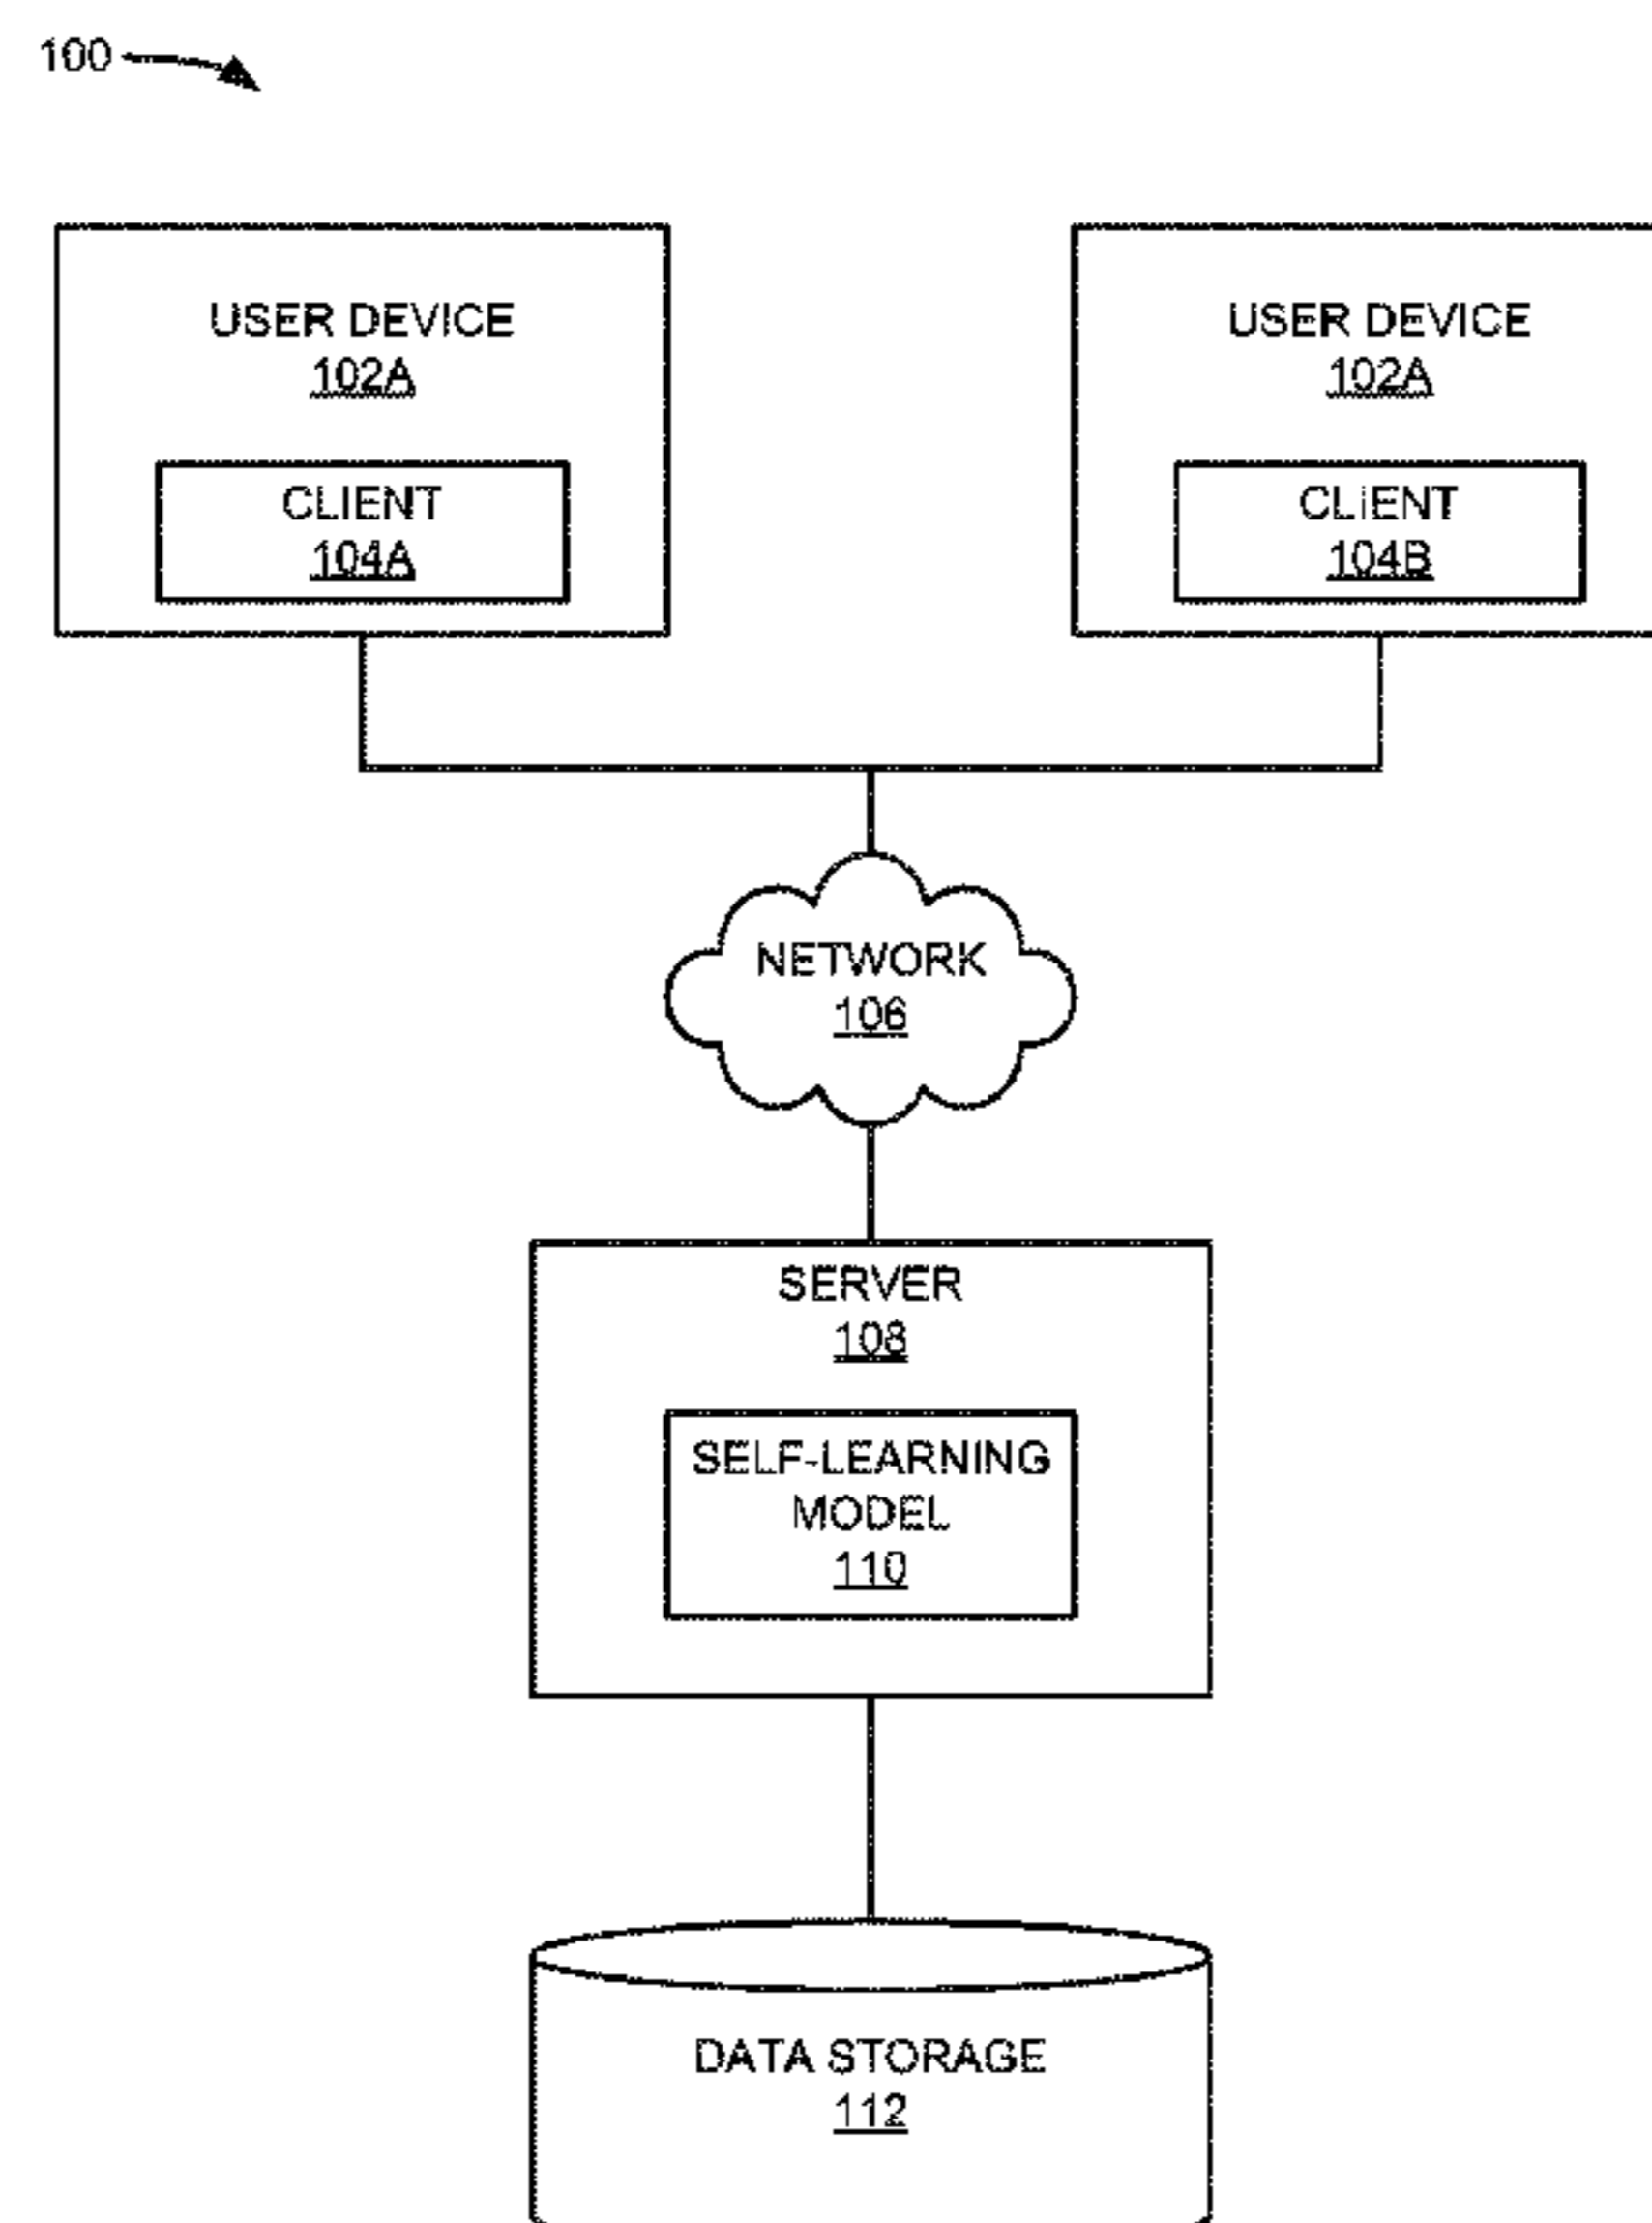 100
USER DEVICE
102A
CLIENT
104A
USER DEVICE
102A
CLIENT
104B
NETWORK
106
SERVER
108
SELF-LEARNING
MODEL
110
DATA STORAGE
112